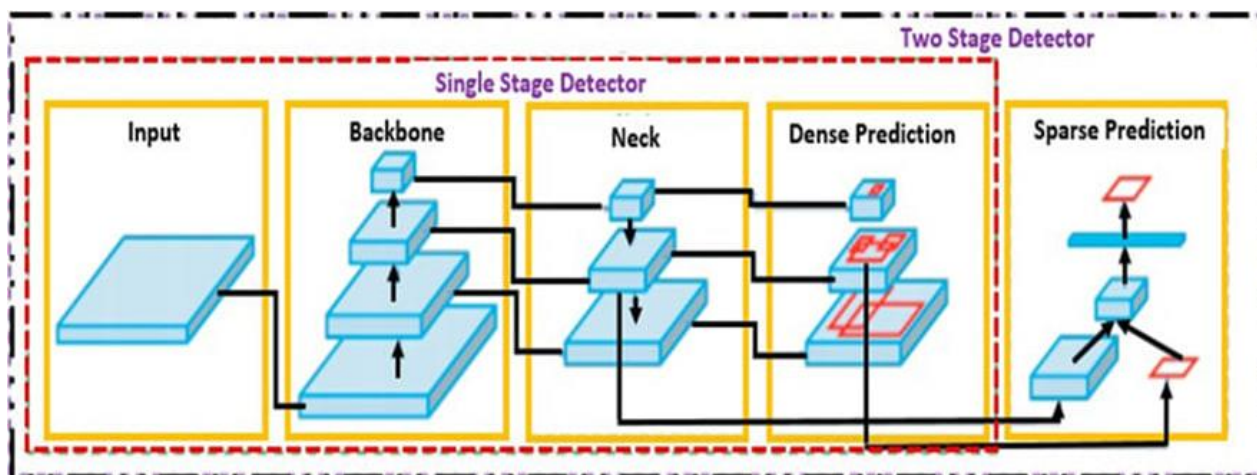 Two Stage Detector
Single Stage Detector
Input
Backbone
Neck
Dense Prediction
Sparse Prediction